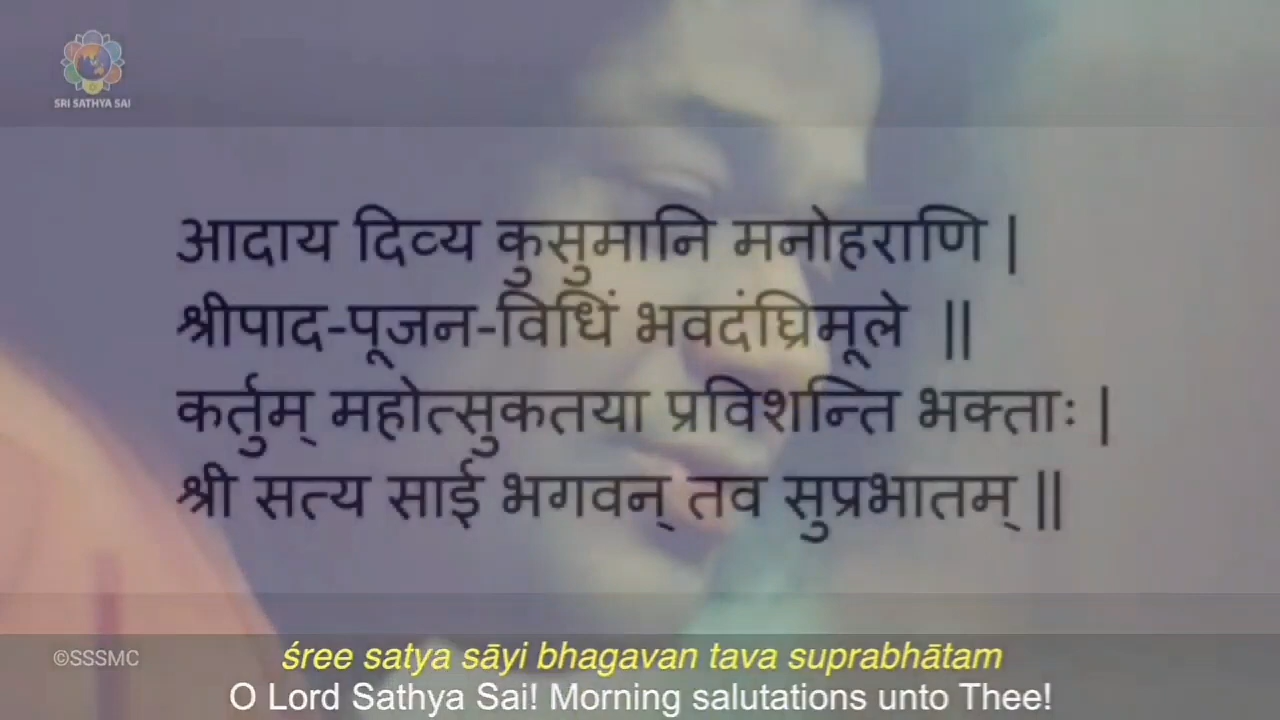 SRI SATHYA SAI
आदाय दिव्य कुसुमानि मनोहराणि |
श्रीपाद-पूजन-विधिं भवदंघ्रिमूले ||
कर्तुम् महोत्सुकतया प्रविशन्ति भक्ताः |
श्री सत्य साई भगवन् तव सुप्रभातम् ||
©SSSMC
śree satya sāyi bhagavan tava suprabhātam
O Lord Sathya Sai! Morning salutations unto Thee!